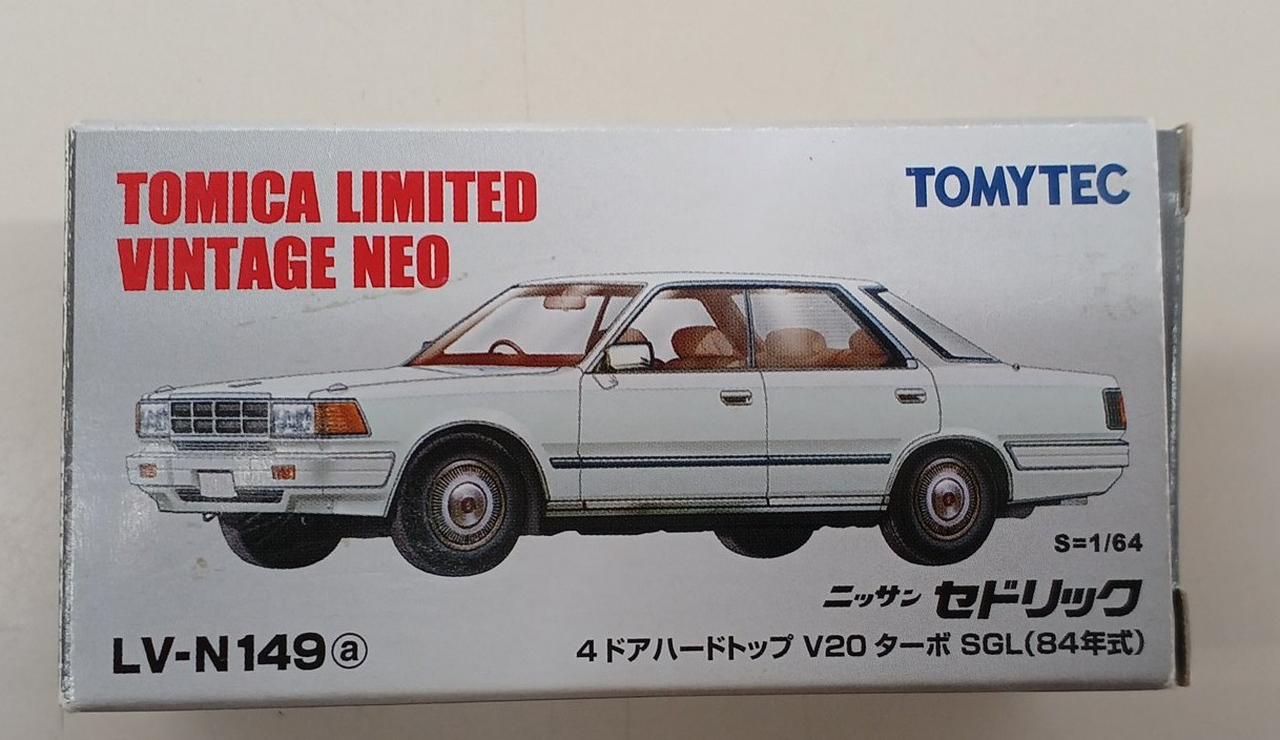 TOMICA LIMITED
VINTAGE NEO
TOMYTEC
S=1/64
ニッサン セドリック
LV-N149ⓐ
4ドアハードトップ V20 ターボ SGL(84年式)